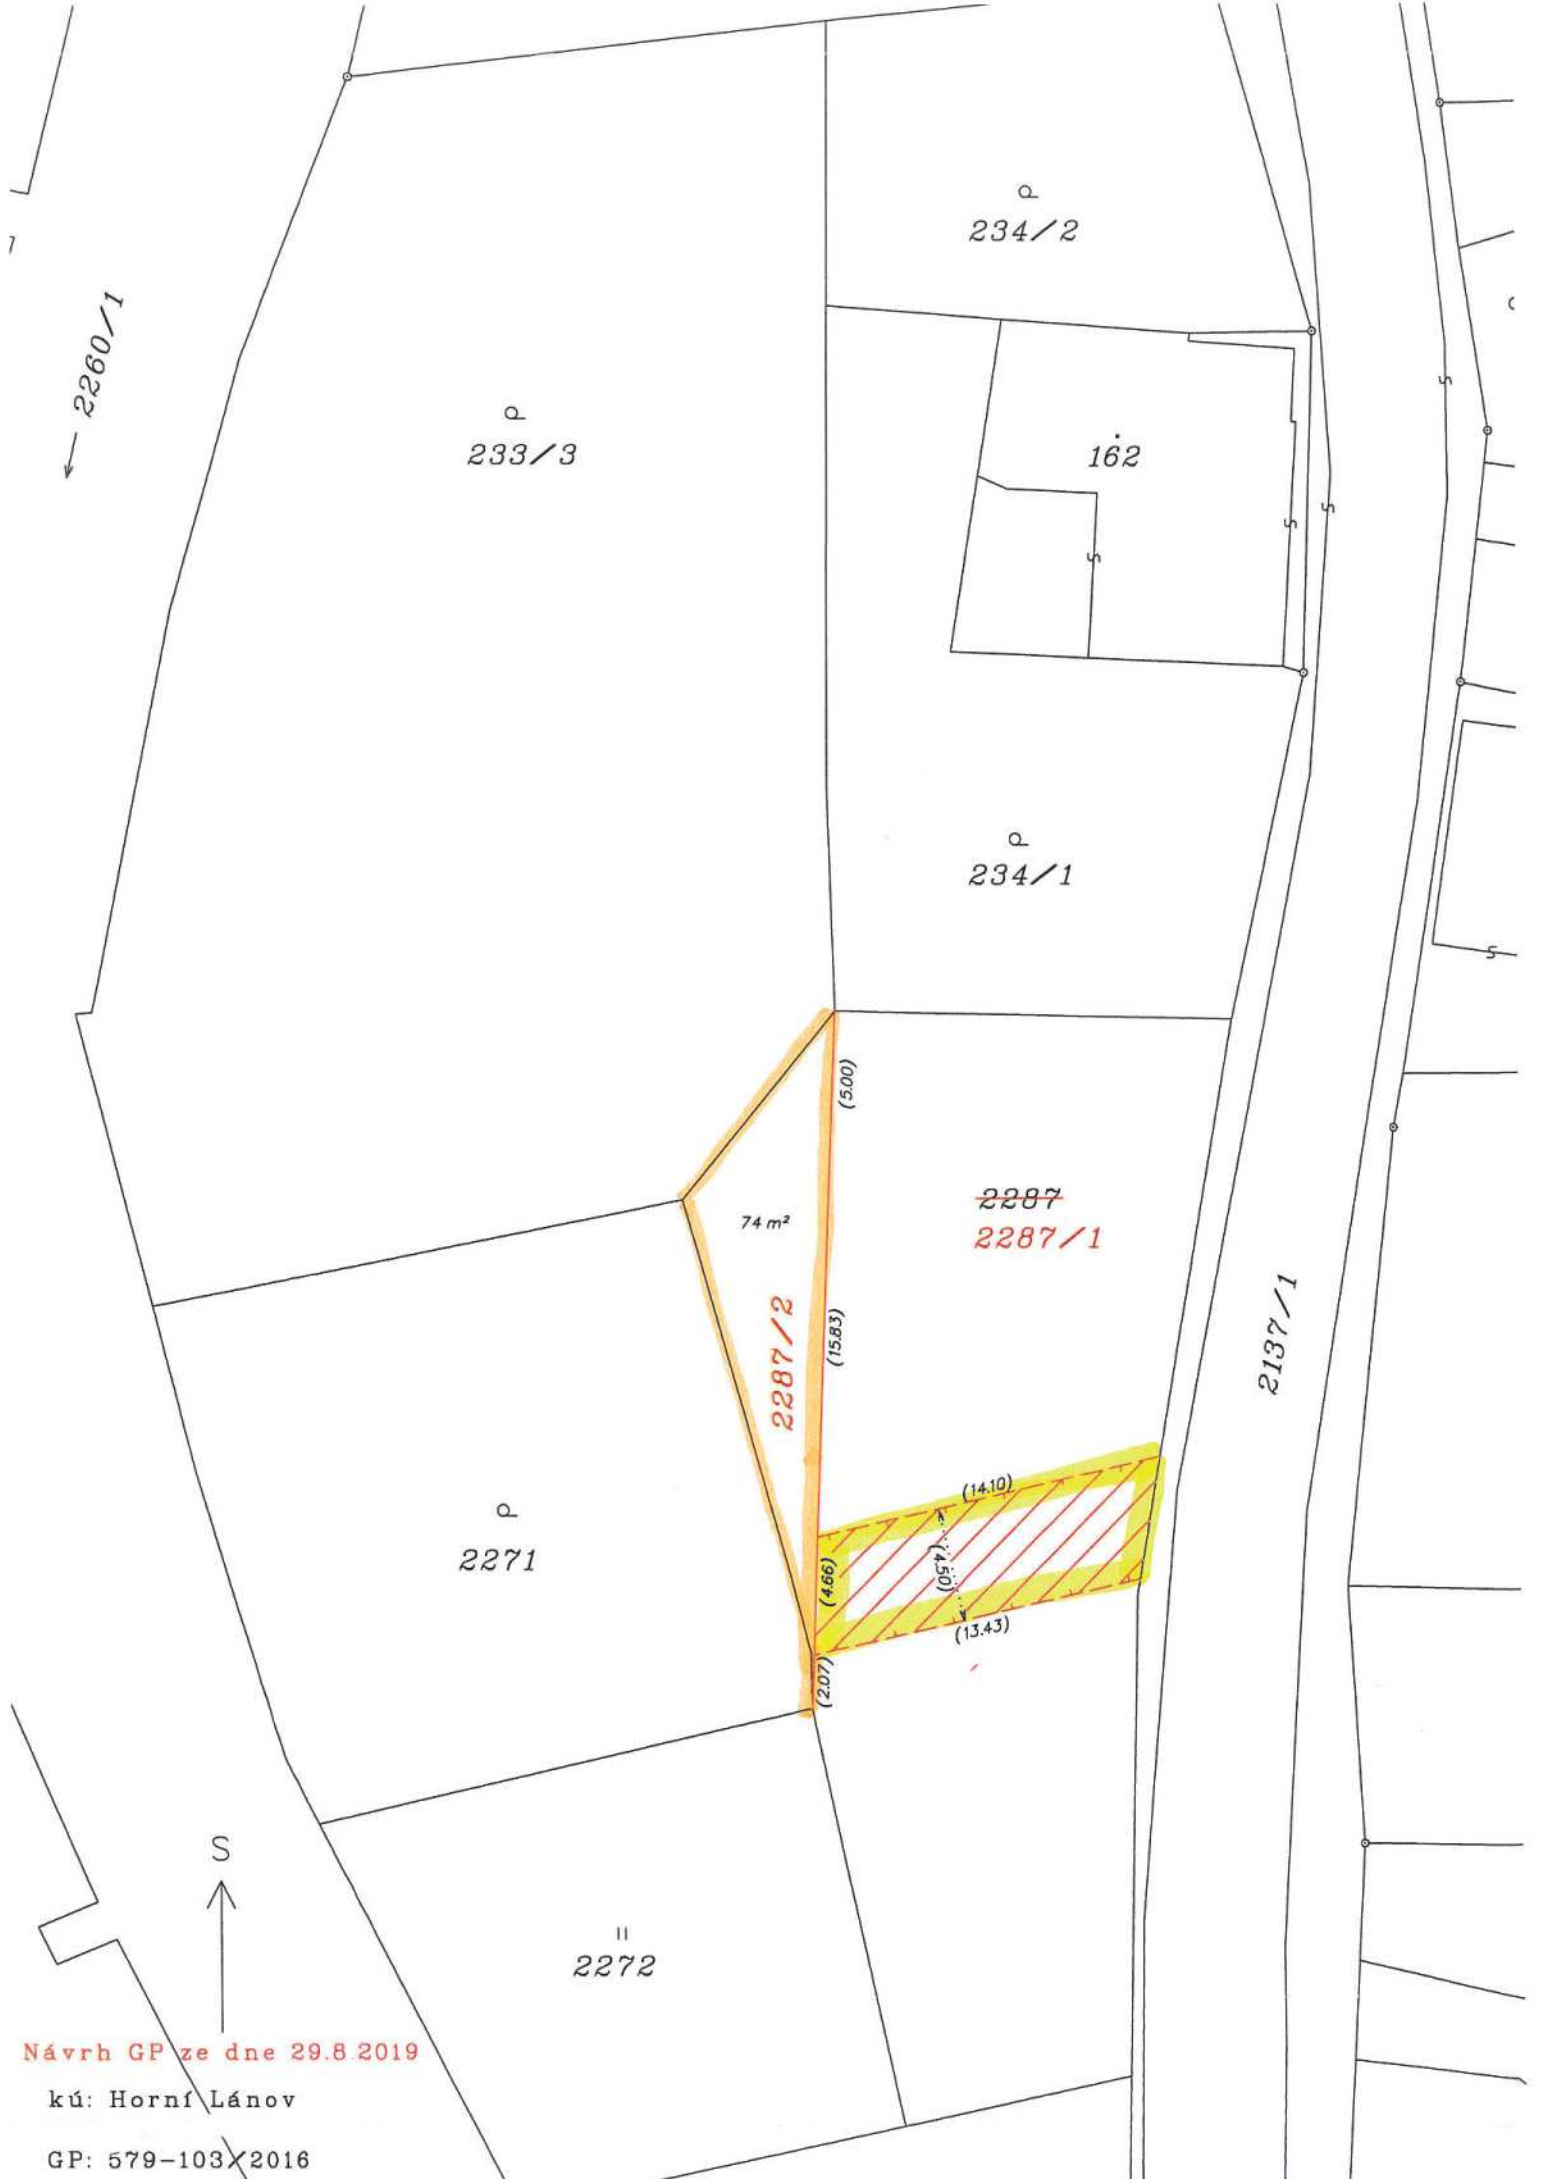 2260/1
P
234/2
P
233/3
162
P
234/1
(5.00)
2287
2287/1
74 m²
2287/2
(15.83)
2137/1
(14.10)
(4.50)
(4.66)
(13.43)
P
2271
(2.07)
S
2272
Návrh GP ze dne 29.8.2019
kú: Horní Lánov
GP: 579-103/2016